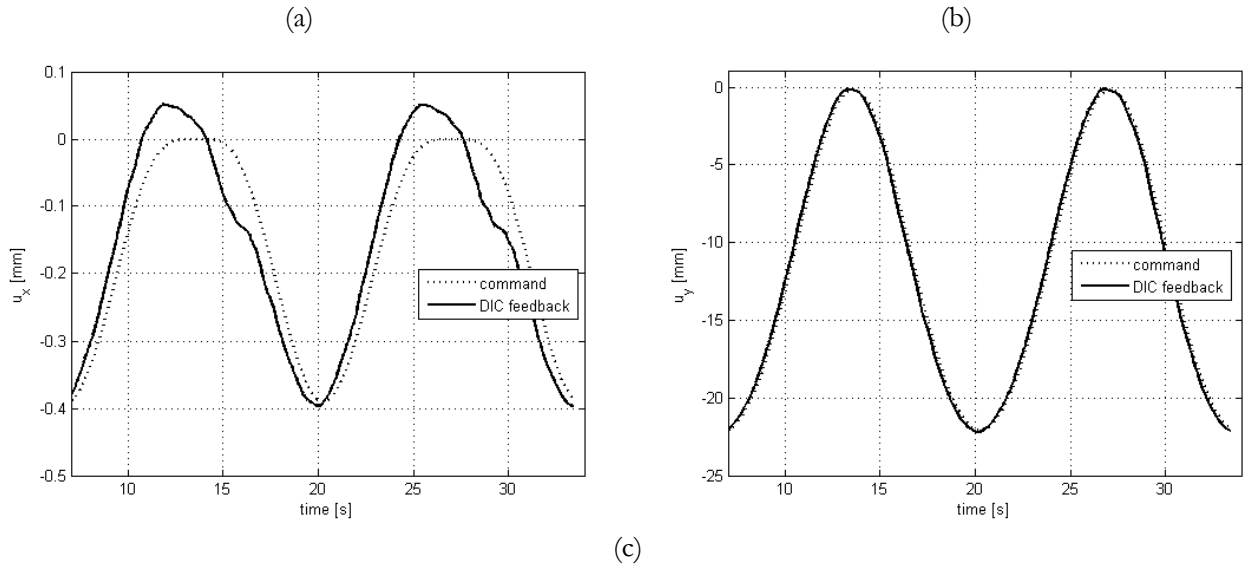 (a)
(b)
0.1
0
-0.1
-0.2
-0.3
-0.4
-0.5
u_x [mm]
10
15
20
25
30
time [s]
command
DIC feedback
0
-5
-10
-15
-20
-25
u_y [mm]
10
15
20
25
30
time [s]
command
DIC feedback
(c)